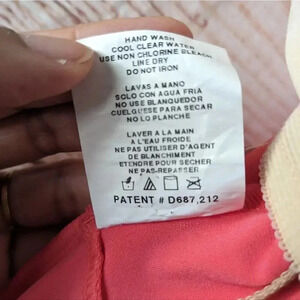 HAND WASH
COOL CLEAR WATER
USE NON CHLORINE BLEACH
LINE DRY
DO NOT IRON
LAVAS A MANO
SOLO CON AGUA FRIA
NO USE BLANQUEDOR
CUELGUESE PARA SECAR
NO LO PLANCHE
LAVER A LA MAIN
A L'EAU FROIDE
NE PAS UTILISER D'AGENT
DE BLANCHIMENT
ETENDRE POUR SECHER
NE PAS REPASSER
PATENT # D687,212